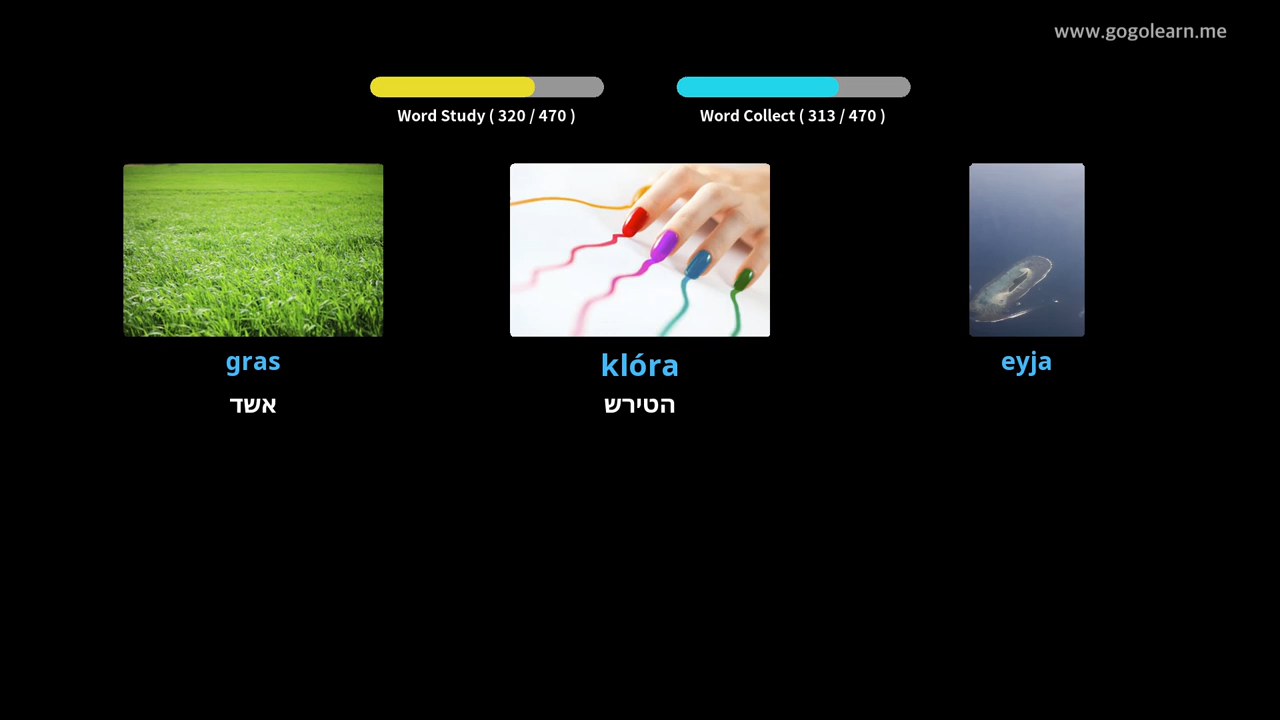 www.gogolearn.me
Word Study ( 320 / 470 )
Word Collect ( 313 / 470 )
gras
klóra
eyja
אשד
הטירש